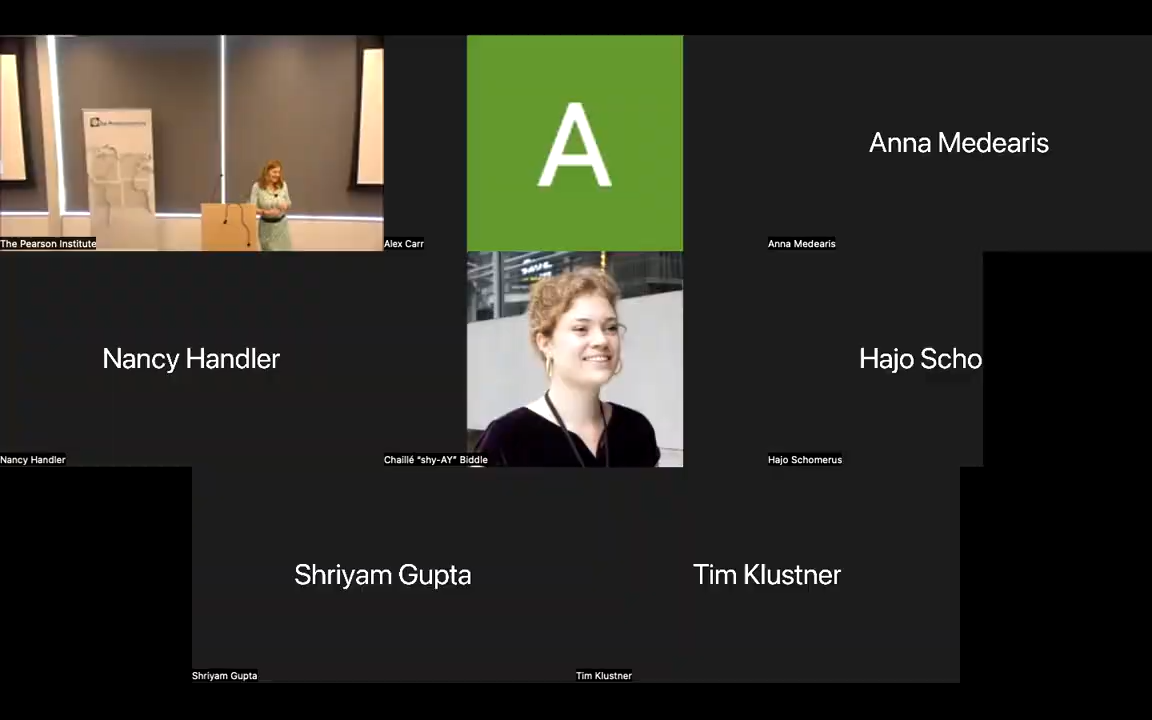 The Pearson Institute
A
Alex Carr
Anna Medearis
Anna Medearis
Nancy Handler
Nancy Handler
Chaillé “shy-AY” Biddle
Hajo Scho
Hajo Schomerus
Shriyam Gupta
Shriyam Gupta
Tim Klustner
Tim Klustner